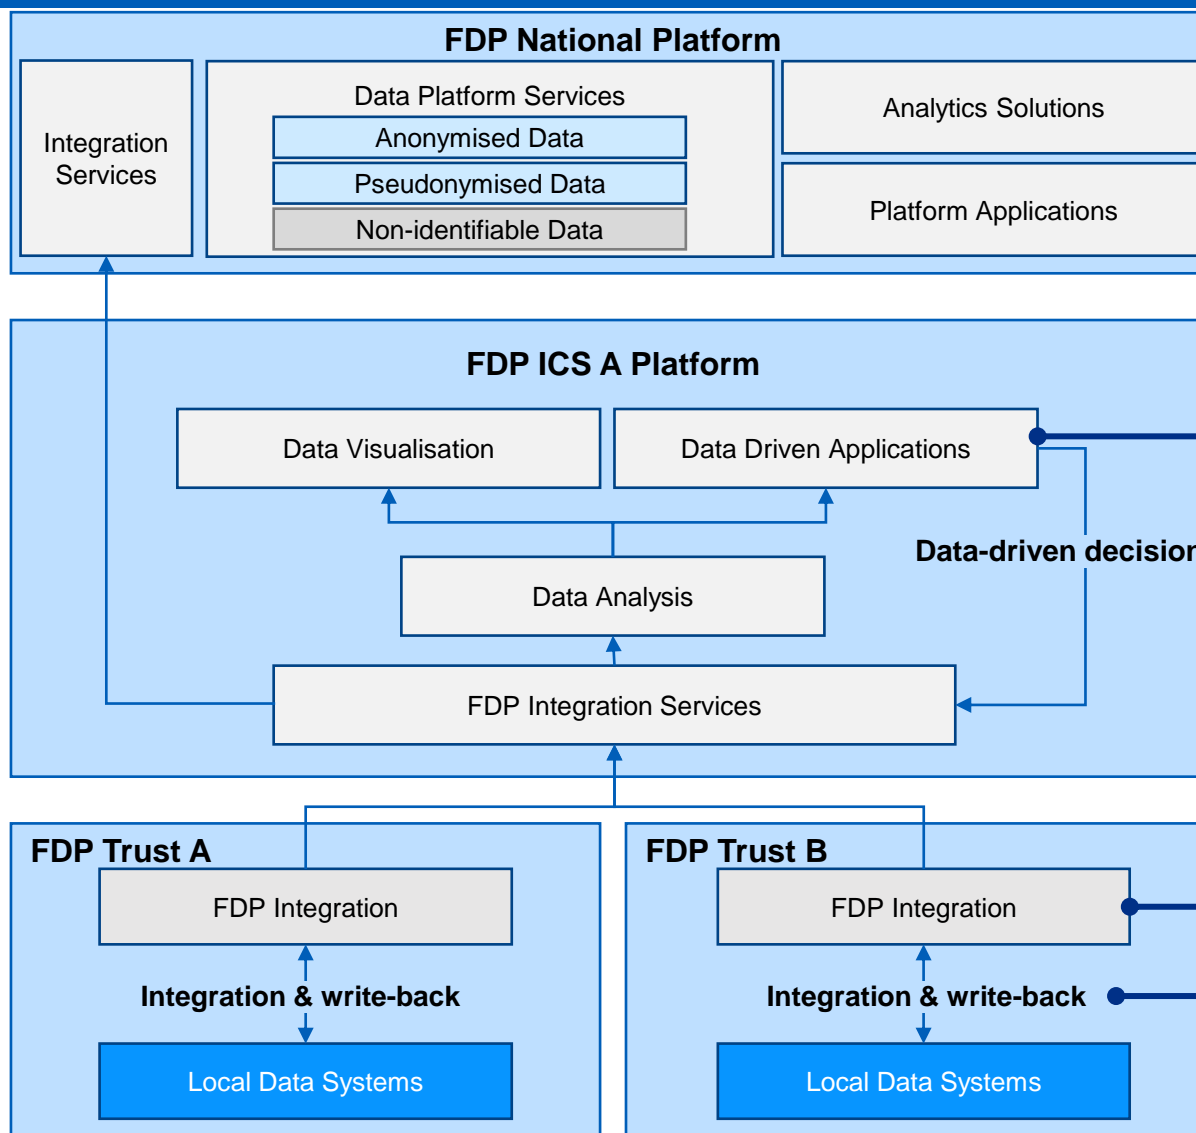 FDP National Platform
Integration
Services
Data Platform Services
Anonymised Data
Pseudonymised Data
Non-identifiable Data
Analytics Solutions
Platform Applications
FDP ICS A Platform
Data Visualisation
Data Driven Applications
Data-driven decision
Data Analysis
FDP Integration Services
FDP Trust A
FDP Integration
Integration & write-back
Local Data Systems
FDP Trust B
FDP Integration
Integration & write-back
Local Data Systems